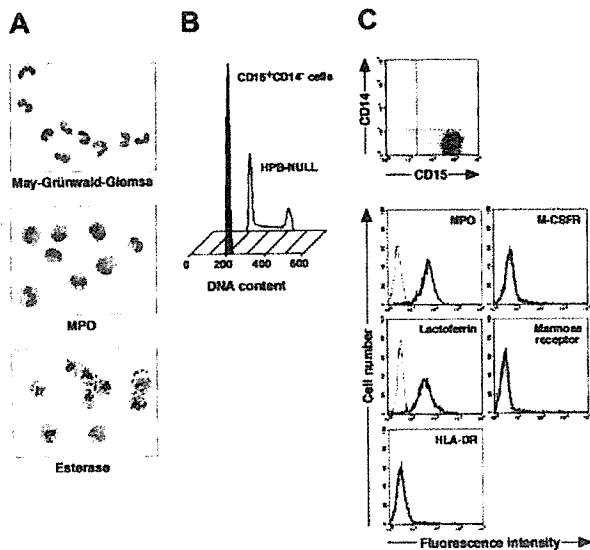 A
May-Grünwald-Giemsa
MPO
Esterase
B
CD15+CD14- cells
HPB-NULL
0 200 400 600
DNA content
C
CD14
CD15
MPO
M-CSFR
Lactoferrin
Mannose
receptor
HLA-DR
Cell number
Fluorescence intensity